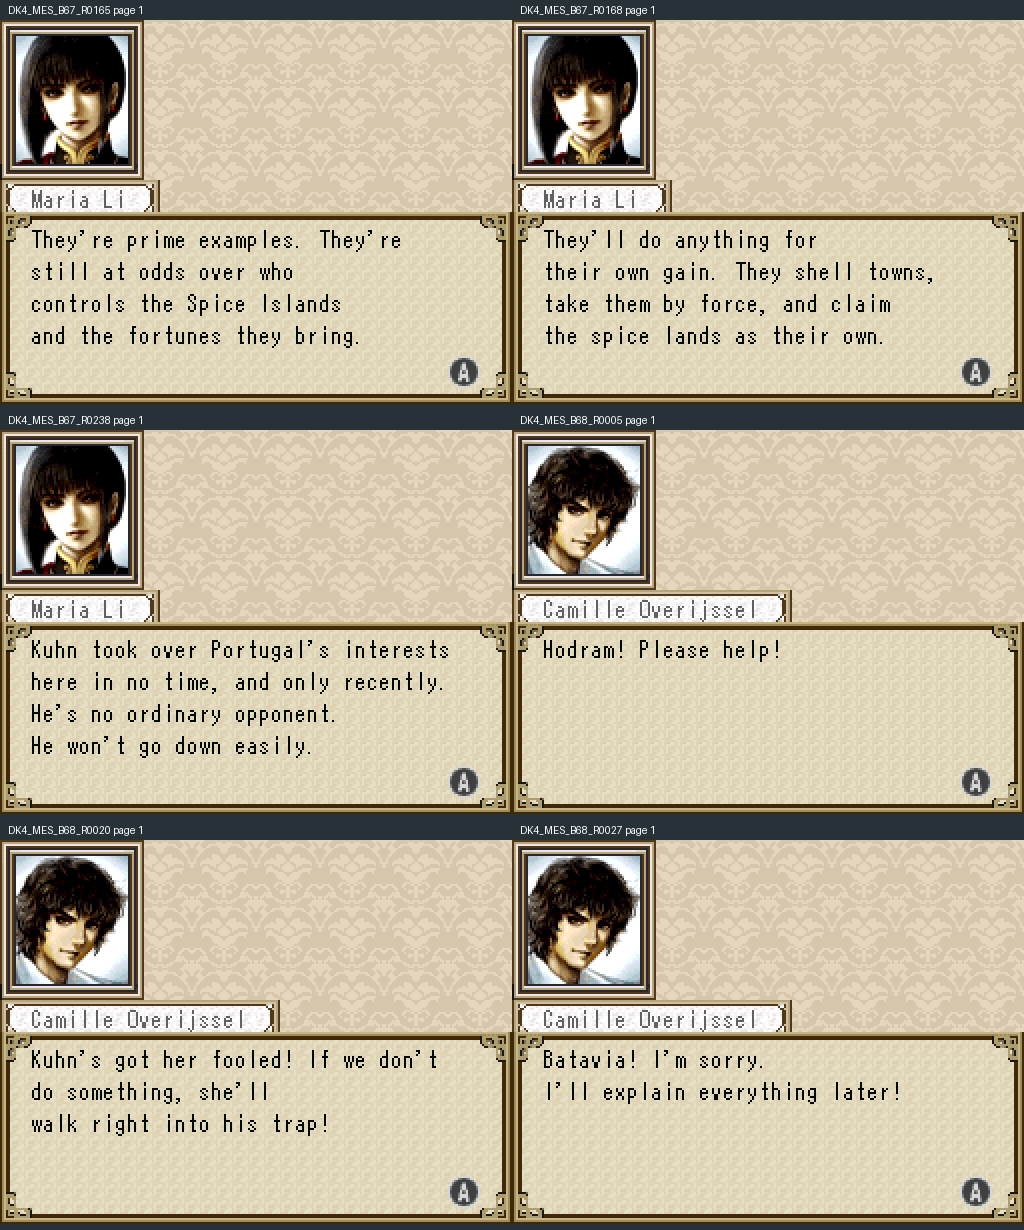 DK4_MES_B67_R0165 page 1
Maria Li
They're prime examples. They're
still at odds over who
controls the Spice Islands
and the fortunes they bring.
A
DK4_MES_B67_R0168 page 1
Maria Li
They'll do anything for
their own gain. They shell towns,
take them by force, and claim
the spice lands as their own.
A
DK4_MES_B67_R0238 page 1
Maria Li
Kuhn took over Portugal's interests
here in no time, and only recently.
He's no ordinary opponent.
He won't go down easily.
A
DK4_MES_B68_R0005 page 1
Camille Overijssel
Hodram! Please help!
A
DK4_MES_B68_R0020 page 1
Camille Overijssel
Kuhn's got her fooled! If we don't
do something, she'll
walk right into his trap!
A
DK4_MES_B68_R0027 page 1
Camille Overijssel
Batavia! I'm sorry.
I'll explain everything later!
A